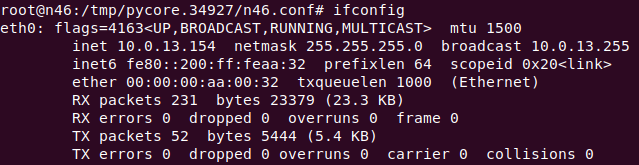 root@n46:/tmp/pycore.34927/n46.conf# ifconfig
eth0: flags=4163<UP,BROADCAST,RUNNING,MULTICAST>  mtu 1500
        inet 10.0.13.154  netmask 255.255.255.0  broadcast 10.0.13.255
        inet6 fe80::200:ff:feaa:32  prefixlen 64  scopeid 0x20<link>
        ether 00:00:00:aa:00:32  txqueuelen 1000  (Ethernet)
        RX packets 231  bytes 23379 (23.3 KB)
        RX errors 0  dropped 0  overruns 0  frame 0
        TX packets 52  bytes 5444 (5.4 KB)
        TX errors 0  dropped 0 overruns 0  carrier 0  collisions 0